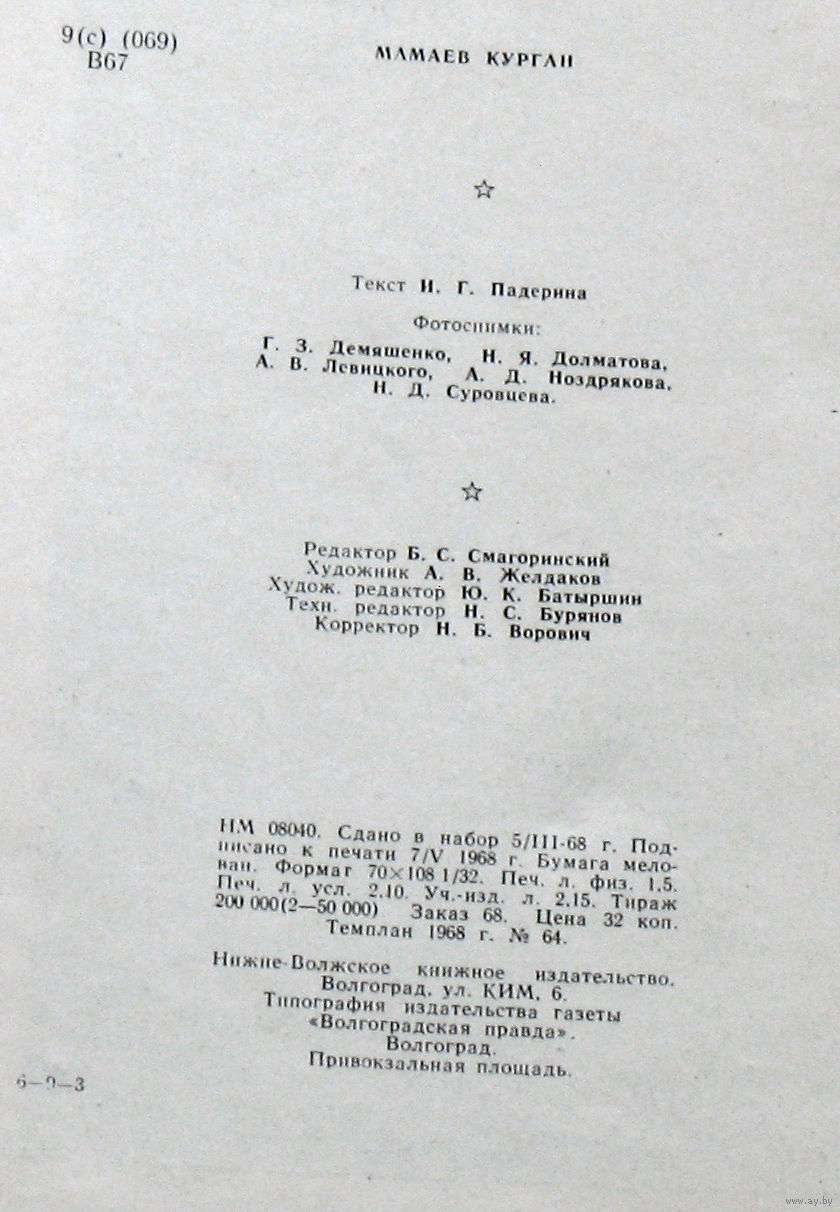 9(с) (069)
В67
МАМАЕВ КУРГАН
Текст И. Г. Падерина
Фотоснимки:
Г. З. Демяшенко, Н. Я. Долматова,
А. В. Левицкого, А. Д. Ноздрякова,
Н. Д. Суровцева.
Редактор Б. С. Смагоринский
Художник А. В. Желдаков
Худож. редактор Ю. К. Батыршин
Техн. редактор Н. С. Бурянов
Корректор Н. Б. Ворович
НМ 08040. Сдано в набор 5/III-68 г. Под-
писано к печати 7/V 1968 г. Бумага мело-
ван. Формат 70×108 1/32. Печ. л. физ. 1,5.
Печ. л. усл. 2.10. Уч.-изд. л. 2.15. Тираж
200 000(2—50 000) Заказ 68. Цена 32 коп.
Темплан 1968 г. № 64.
Нижне-Волжское книжное издательство.
Волгоград, ул. КИМ, 6.
Типография издательства газеты
«Волгоградская правда».
Волгоград.
Привокзальная площадь.
6—9—3
www.ay.by